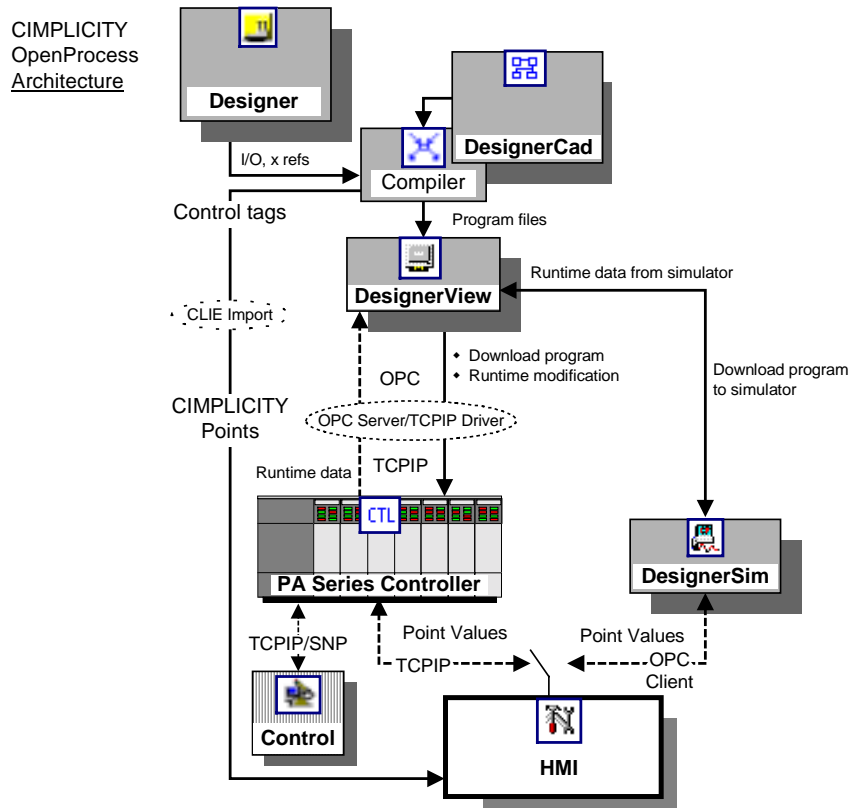 CIMPLICITY
OpenProcess
Architecture
Designer
DesignerCad
I/O, x refs
Compiler
Control tags
Program files
DesignerView
Runtime data from simulator
CLIE Import
Download program
Runtime modification
Download program
to simulator
OPC
CIMPLICITY
Points
OPC Server/TCPIP Driver
TCPIP
Runtime data
CTL
PA Series Controller
DesignerSim
TCPIP/SNP
Point Values
TCPIP
Point Values
OPC
Client
Control
HMI